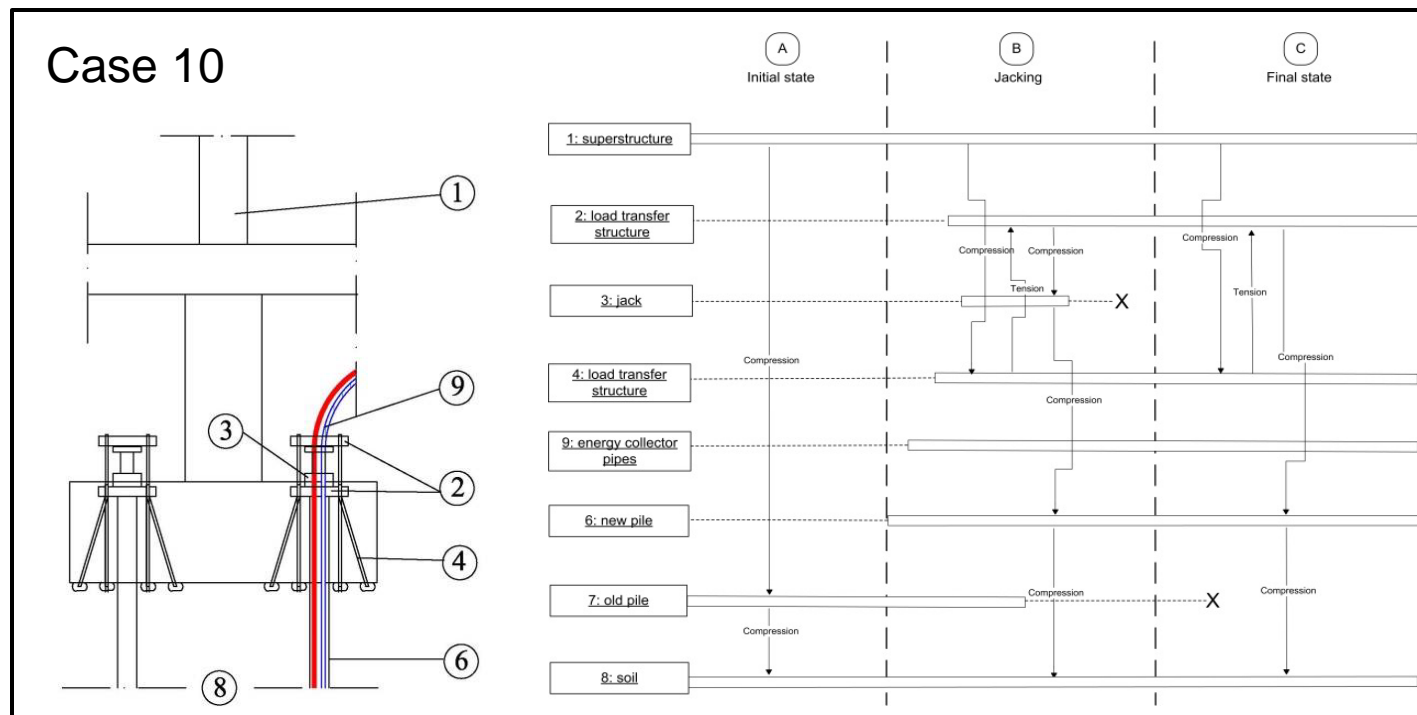 Case 10
1
9
3
2
4
6
8
A
B
C
Initial state
Jacking
Final state
1: superstructure
2: load transfer
structure
Compression
Compression
Compression
3: jack
Tension
Tension
X
Compression
Compression
4: load transfer
structure
Compression
9: energy collector
pipes
6: new pile
7: old pile
X
Compression
Compression
Compression
8: soil